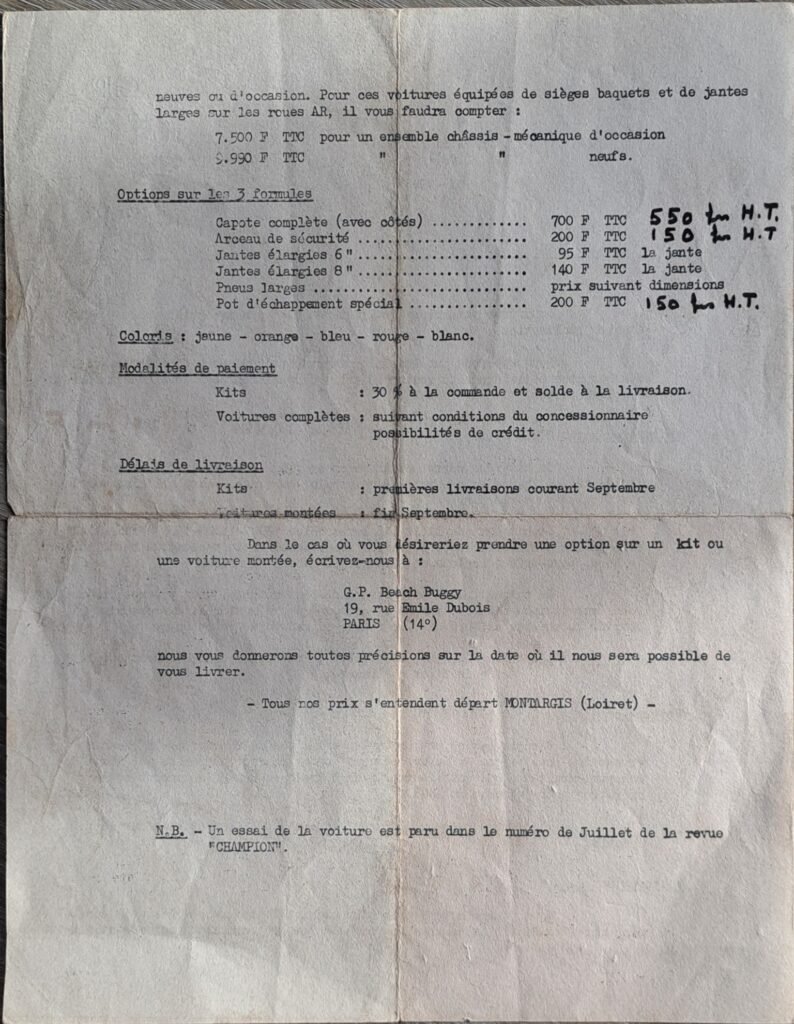 neuves ou d'occasion. Pour ces voitures équipées de sièges baquets et de jantes
larges sur les roues AR, il vous faudra compter :
7.500 F TTC pour un ensemble châssis - mécanique d'occasion
9.990 F TTC " " neufs.
Options sur les 3 formules
Capote complète (avec côtés) ............. 700 F TTC 550 frs H.T.
Arceau de sécurité ....................... 200 F TTC 150 frs H.T
Jantes élargies 6" ....................... 95 F TTC la jante
Jantes élargies 8" ....................... 140 F TTC la jante
Pneus larges ............................. prix suivant dimensions
Pot d'échappement spécial ................ 200 F TTC 150 frs H.T.
Coloris : jaune - orange - bleu - rouge - blanc.
Modalités de paiement
Kits : 30 % à la commande et solde à la livraison.
Voitures complètes : suivant conditions du concessionnaire
possibilités de crédit.
Délais de livraison
Kits : premières livraisons courant Septembre
Voitures montées : fin Septembre.
Dans le cas où vous désireriez prendre une option sur un kit ou
une voiture montée, écrivez-nous à :
G.P. Beach Buggy
19, rue Emile Dubois
PARIS (14°)
nous vous donnerons toutes précisions sur la date où il nous sera possible de
vous livrer.
- Tous nos prix s'entendent départ MONTARGIS (Loiret) -
N.B. - Un essai de la voiture est paru dans le numéro de Juillet de la revue
"CHAMPION".